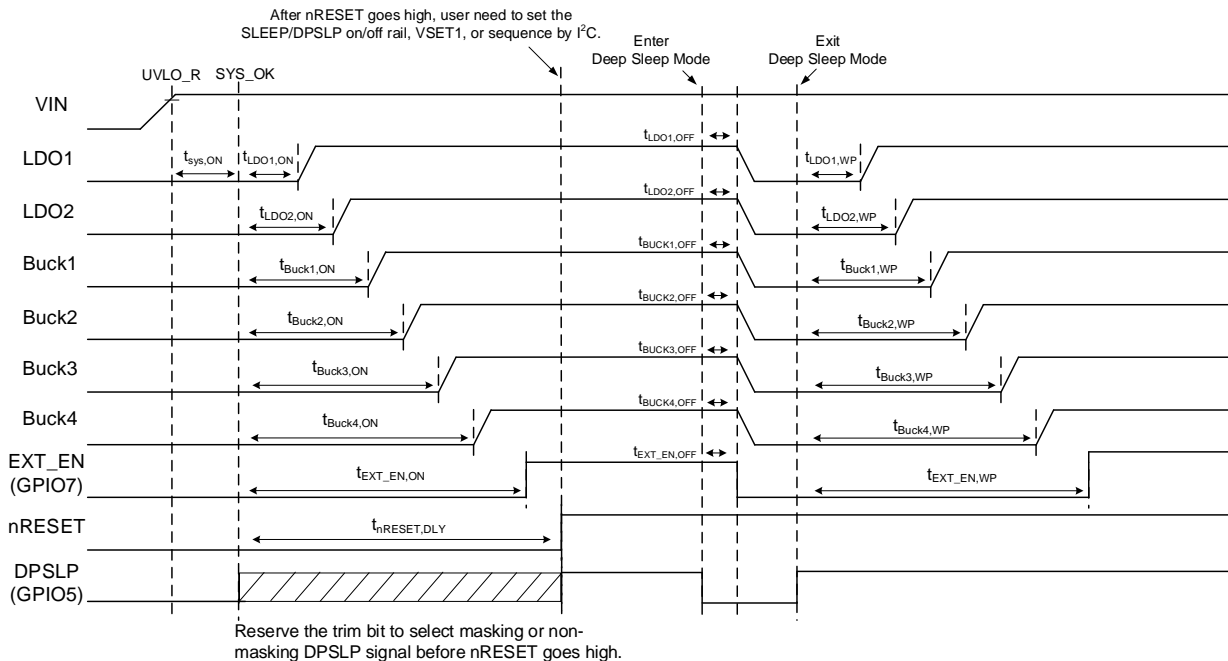 After nRESET goes high, user need to set the
SLEEP/DPSLP on/off rail, VSET1, or sequence by I²C.
Enter
Deep Sleep Mode
Exit
Deep Sleep Mode
UVLO_R SYS_OK
VIN
LDO1
tsys,ON
tLDO1,ON
tLDO1,OFF
tLDO1,WP
LDO2
tLDO2,ON
tLDO2,OFF
tLDO2,WP
Buck1
tBuck1,ON
tBUCK1,OFF
tBuck1,WP
Buck2
tBuck2,ON
tBUCK2,OFF
tBuck2,WP
Buck3
tBuck3,ON
tBUCK3,OFF
tBuck3,WP
Buck4
tBuck4,ON
tBUCK4,OFF
tBuck4,WP
EXT_EN
(GPIO7)
tEXT_EN,ON
tEXT_EN,OFF
tEXT_EN,WP
nRESET
tnRESET,DLY
DPSLP
(GPIO5)
Reserve the trim bit to select masking or non-
masking DPSLP signal before nRESET goes high.